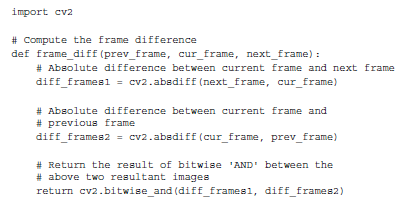 import cv2

# Compute the frame difference
def frame_diff(prev_frame, cur_frame, next_frame):
    # Absolute difference between current frame and next frame
    diff_frames1 = cv2.absdiff(next_frame, cur_frame)

    # Absolute difference between current frame and
    # previous frame
    diff_frames2 = cv2.absdiff(cur_frame, prev_frame)

    # Return the result of bitwise 'AND' between the
    # above two resultant images
    return cv2.bitwise_and(diff_frames1, diff_frames2)